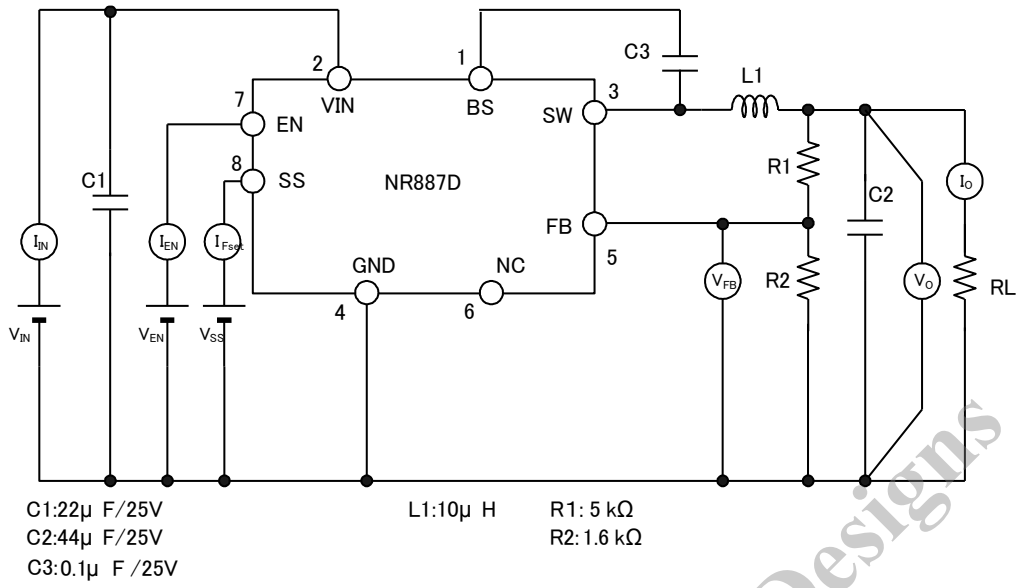 C3
1
2
L1
3
VIN
BS
SW
7
EN
8
C1
SS
NR887D
R1
C2
IO
FB
IIN
IEN
IFset
5
GND
NC
VFB
R2
VO
RL
4
6
VIN
VEN
VSS
C1:22μ F/25V
L1:10μ H
R1: 5 kΩ
C2:44μ F/25V
R2:1.6 kΩ
C3:0.1μ F /25V
Designs